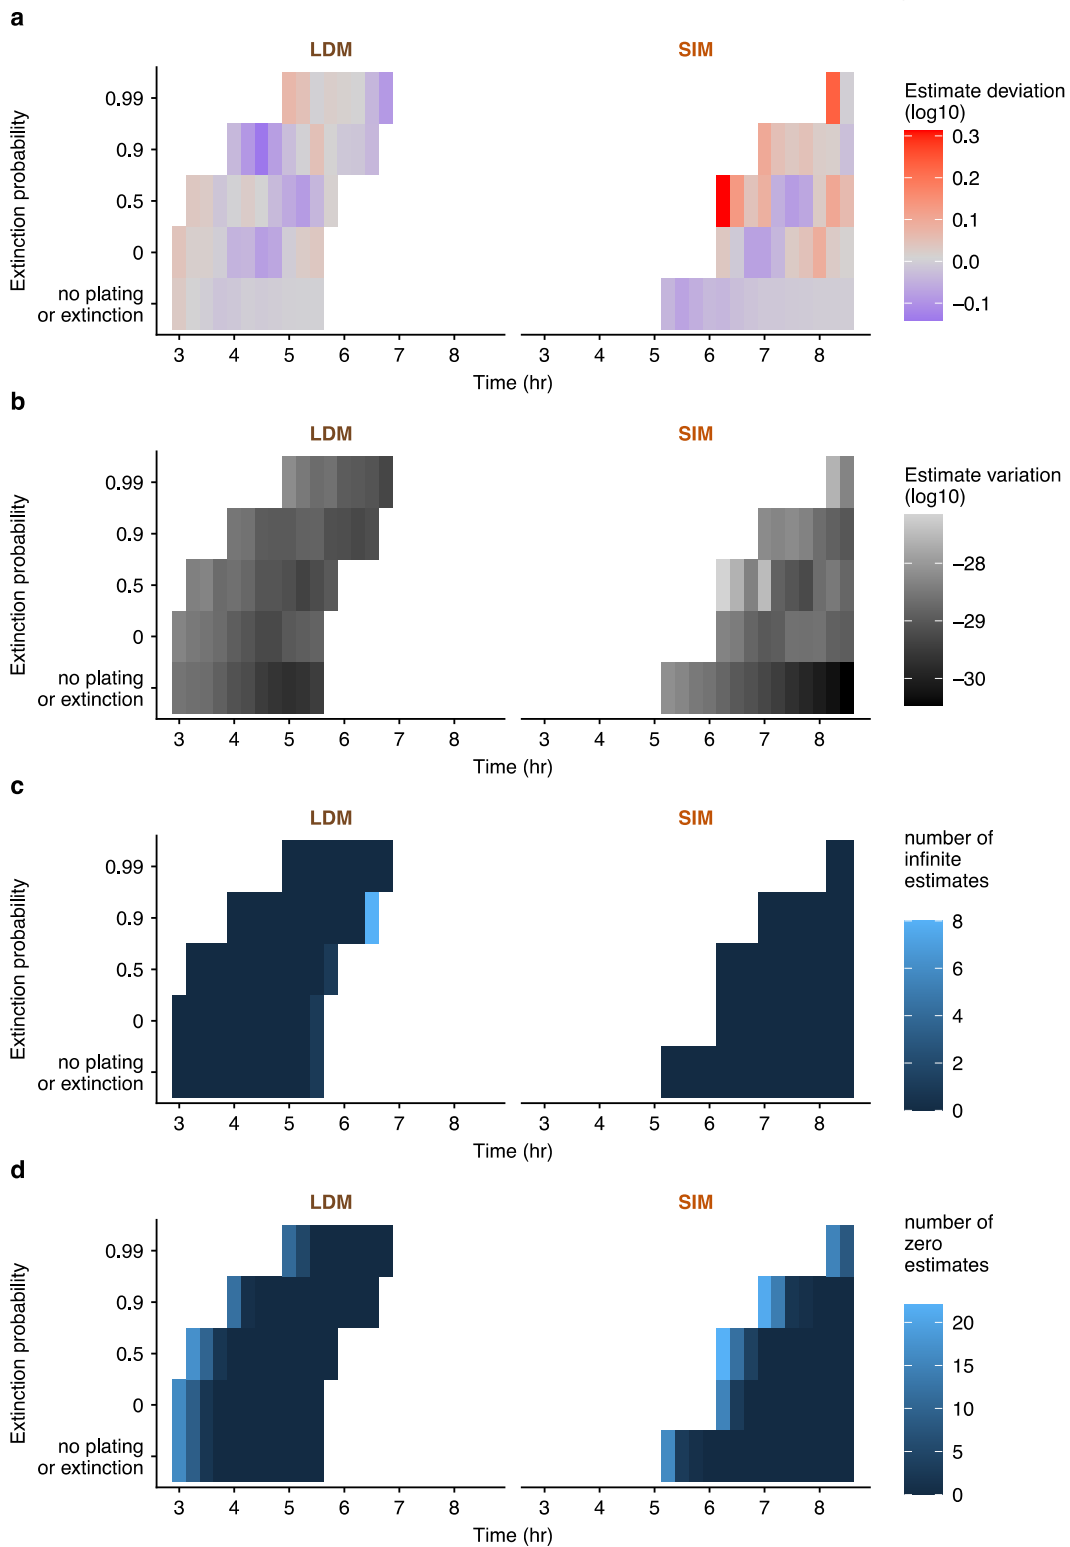 a
LDM
SIM
Extinction probability
0.99
0.9
0.5
0
no plating
or extinction
3 4 5 6 7 8
3 4 5 6 7 8
Time (hr)
Estimate deviation
(log10)
0.3
0.2
0.1
0.0
−0.1
b
LDM
SIM
Extinction probability
0.99
0.9
0.5
0
no plating
or extinction
3 4 5 6 7 8
3 4 5 6 7 8
Time (hr)
Estimate variation
(log10)
−28
−29
−30
c
LDM
SIM
Extinction probability
0.99
0.9
0.5
0
no plating
or extinction
3 4 5 6 7 8
3 4 5 6 7 8
Time (hr)
number of
infinite
estimates
8
6
4
2
0
d
LDM
SIM
Extinction probability
0.99
0.9
0.5
0
no plating
or extinction
3 4 5 6 7 8
3 4 5 6 7 8
Time (hr)
number of
zero
estimates
20
15
10
5
0